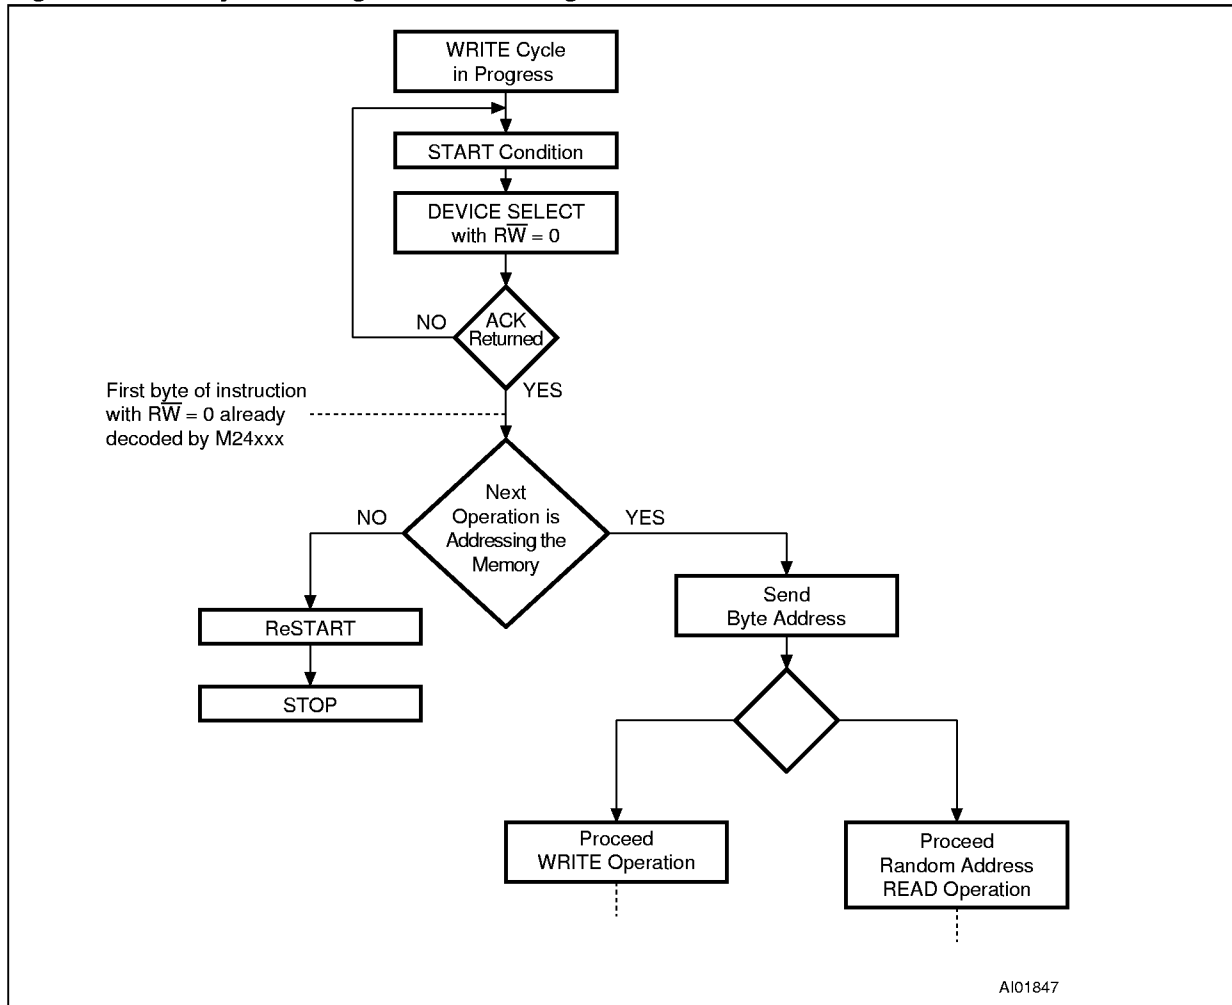 WRITE Cycle
in Progress
START Condition
DEVICE SELECT
with RW̅ = 0
NO
ACK
Returned
YES
First byte of instruction
with RW̅ = 0 already
decoded by M24xxx
NO
Next
Operation is
Addressing the
Memory
YES
Send
Byte Address
ReSTART
STOP
Proceed
WRITE Operation
Proceed
Random Address
READ Operation
AI01847